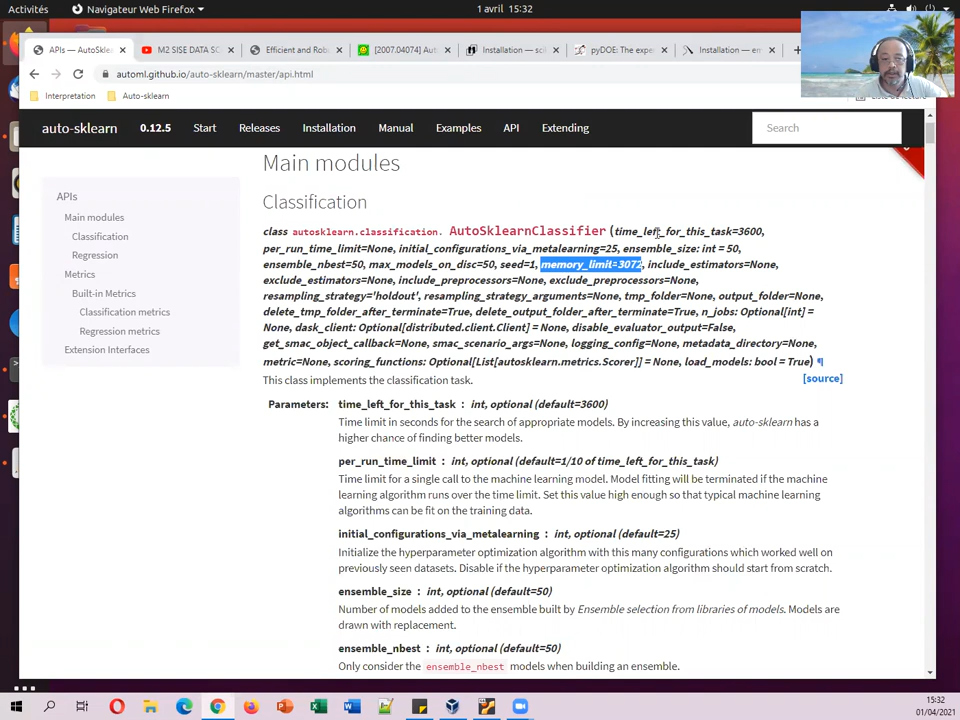 Activités
Navigateur Web Firefox
1 avril 15:32
APIs — AutoSkle
M2 SISE DATA SC
Efficient and Rob
[2007.04074] Aut
Installation — sci
pyDOE: The expe
Installation — em
automl.github.io/auto-sklearn/master/api.html
Interpretation
Auto-sklearn
auto-sklearn
0.12.5
Start
Releases
Installation
Manual
Examples
API
Extending
Search
APIs
Main modules
Classification
Regression
Metrics
Built-in Metrics
Classification metrics
Regression metrics
Extension Interfaces
Main modules
Classification
class autosklearn.classification. AutoSklearnClassifier (time_left_for_this_task=3600,
per_run_time_limit=None, initial_configurations_via_metalearning=25, ensemble_size: int = 50,
ensemble_nbest=50, max_models_on_disc=50, seed=1, memory_limit=3072, include_estimators=None,
exclude_estimators=None, include_preprocessors=None, exclude_preprocessors=None,
resampling_strategy='holdout', resampling_strategy_arguments=None, tmp_folder=None, output_folder=None,
delete_tmp_folder_after_terminate=True, delete_output_folder_after_terminate=True, n_jobs: Optional[int] =
None, dask_client: Optional[distributed.client.Client] = None, disable_evaluator_output=False,
get_smac_object_callback=None, smac_scenario_args=None, logging_config=None, metadata_directory=None,
metric=None, scoring_functions: Optional[List[autosklearn.metrics.Scorer]] = None, load_models: bool = True) ¶
This class implements the classification task.
[source]
Parameters:
time_left_for_this_task : int, optional (default=3600)
Time limit in seconds for the search of appropriate models. By increasing this value, auto-sklearn has a
higher chance of finding better models.
per_run_time_limit : int, optional (default=1/10 of time_left_for_this_task)
Time limit for a single call to the machine learning model. Model fitting will be terminated if the machine
learning algorithm runs over the time limit. Set this value high enough so that typical machine learning
algorithms can be fit on the training data.
initial_configurations_via_metalearning : int, optional (default=25)
Initialize the hyperparameter optimization algorithm with this many configurations which worked well on
previously seen datasets. Disable if the hyperparameter optimization algorithm should start from scratch.
ensemble_size : int, optional (default=50)
Number of models added to the ensemble built by Ensemble selection from libraries of models. Models are
drawn with replacement.
ensemble_nbest : int, optional (default=50)
Only consider the ensemble_nbest models when building an ensemble.
15:32
01/04/2021